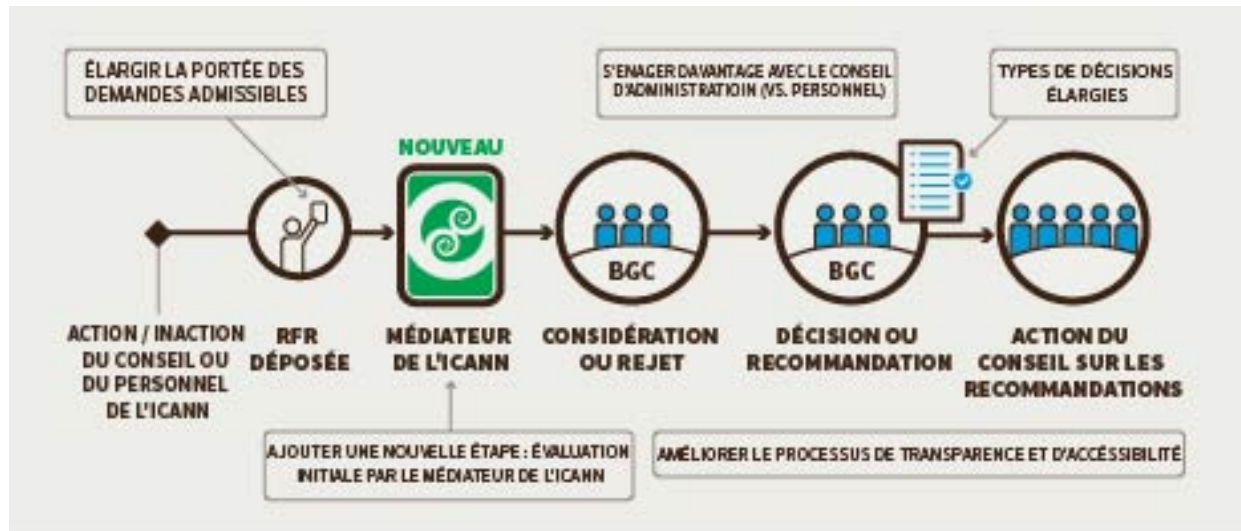 ÉLARGIR LA PORTÉE DES
DEMANDES ADMISSIBLES
S'ENAGER DAVANTAGE AVEC LE CONSEIL
D'ADMINISTRATIOIN (VS. PERSONNEL)
TYPES DE DÉCISIONS
ÉLARGIES
NOUVEAU
BGC
BGC
ACTION / INACTION
DU CONSEIL OU
DU PERSONNEL
DE L'ICANN
RFR
DÉPOSÉE
MÉDIATEUR
DE L'ICANN
CONSIDÉRATION
OU REJET
DÉCISION OU
RECOMMANDATION
ACTION DU
CONSEIL SUR LES
RECOMMANDATIONS
AJOUTER UNE NOUVELLE ÉTAPE : ÉVALUATION
INITIALE PAR LE MÉDIATEUR DE L'ICANN
AMÉLIORER LE PROCESSUS DE TRANSPARENCE ET D'ACCÉSSIBILITÉ